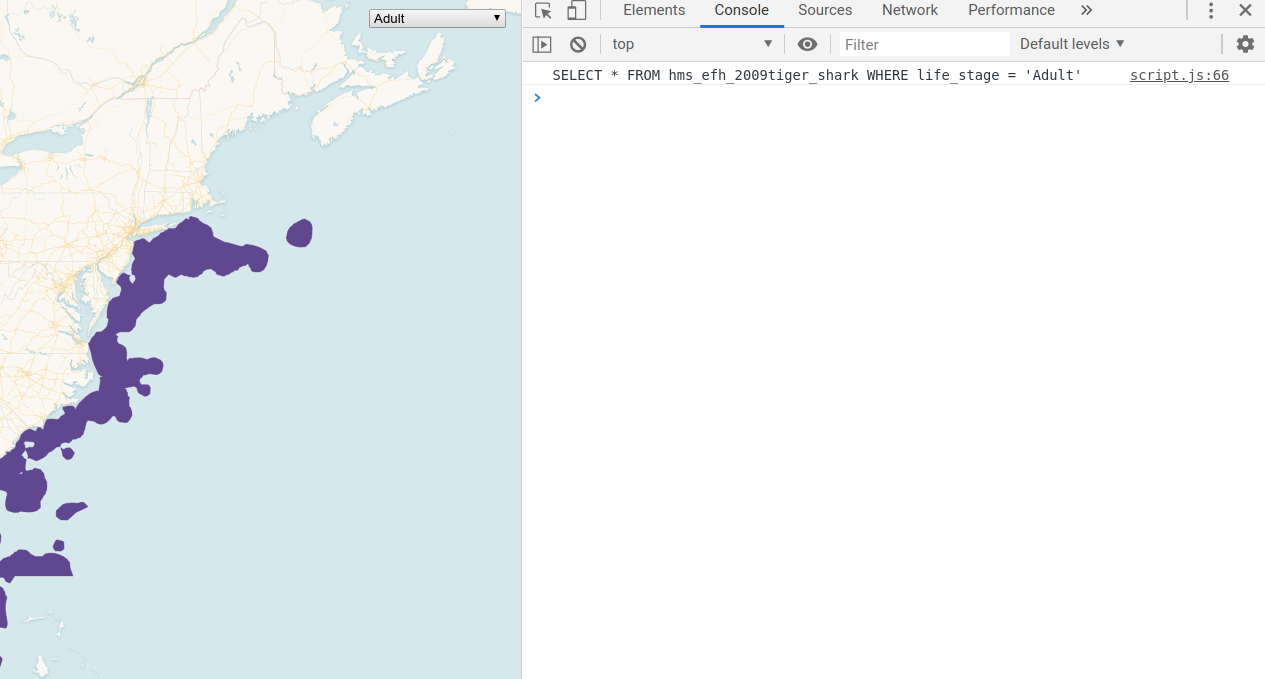 Adult
Elements Console Sources Network Performance
top Filter Default levels
SELECT * FROM hms_efh_2009tiger_shark WHERE life_stage = 'Adult' script.js:66